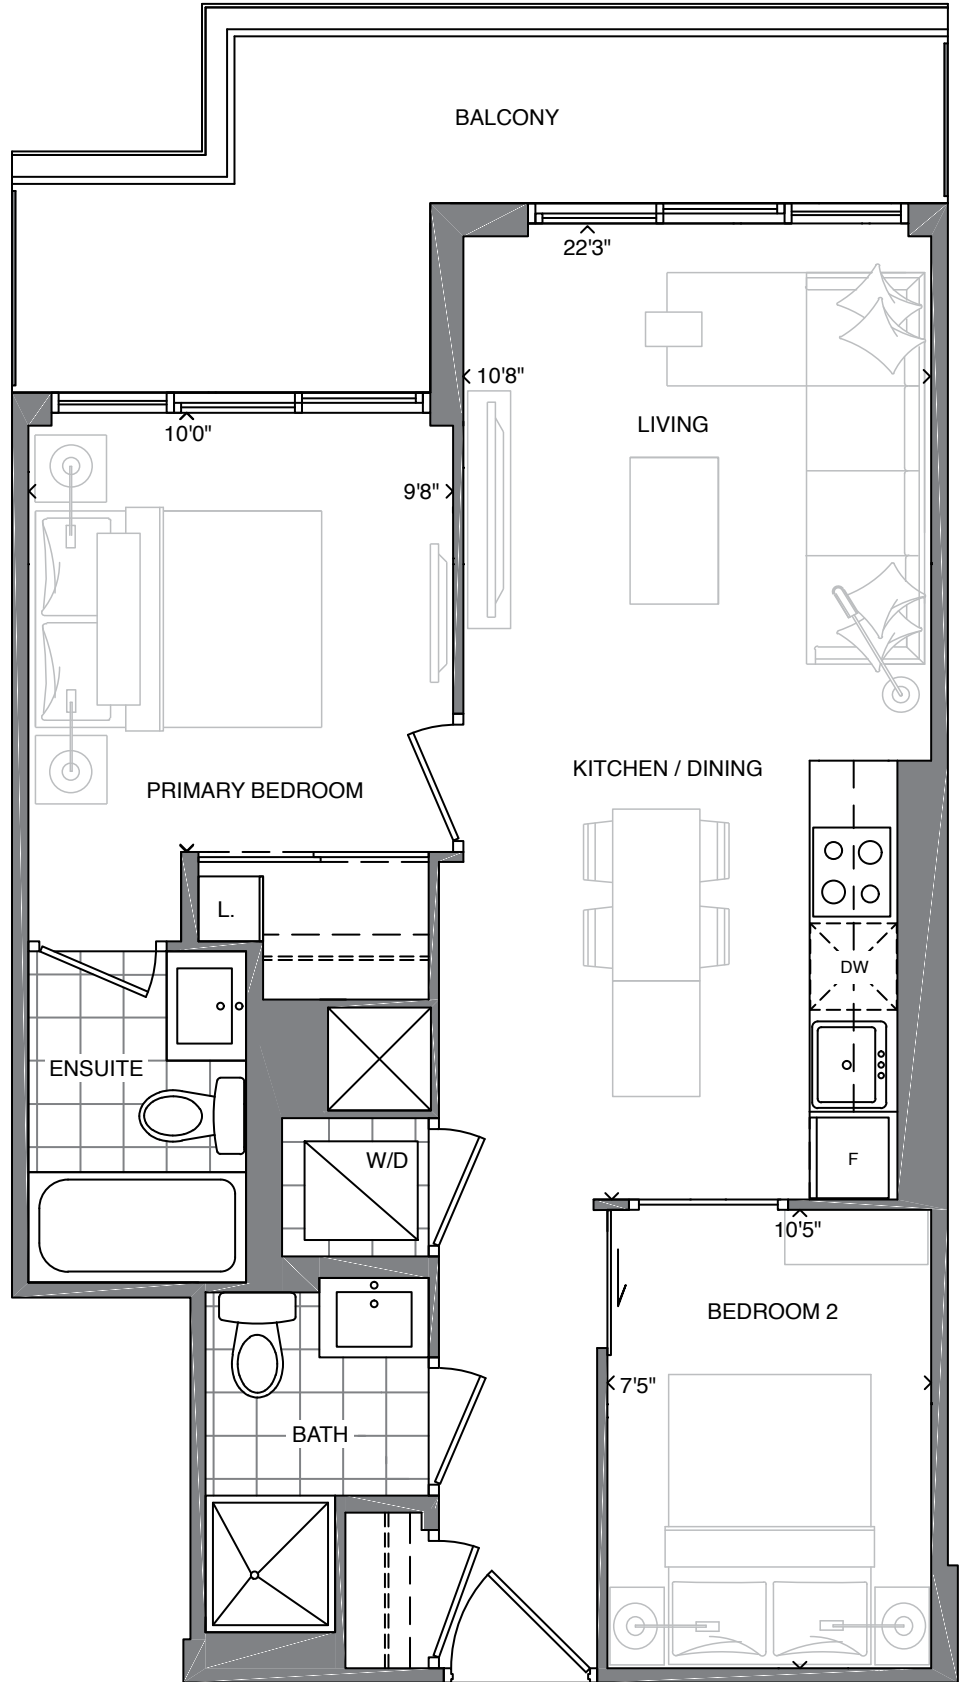 BALCONY
22'3"
10'8"
LIVING
10'0"
9'8"
KITCHEN / DINING
PRIMARY BEDROOM
L.
DW
ENSUITE
W/D
F
10'5"
BEDROOM 2
7'5"
BATH